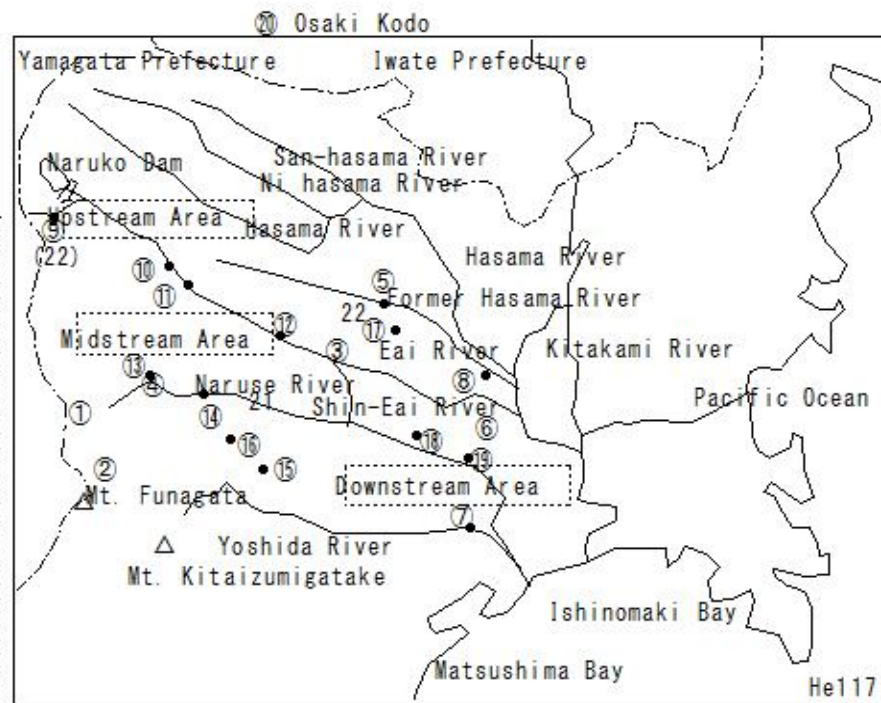 ⑳ Osaki Kodo
Yamagata Prefecture
Iwate Prefecture
Naruko Dam
San-hasama River
Ni hasama River
Upstream Area
Hasama River
⑨
(22)
Hasama River
⑩
⑪
⑤
Former Hasama River
22
⑰
Midstream Area
⑫
③
Eai River
Kitakami River
⑬
④
Naruse River
⑧
Pacific Ocean
①
21
Shin-Eai River
⑭
⑥
⑯
⑱
②
⑮
⑲
Mt. Funagata
Downstream Area
⑦
Yoshida River
Mt. Kitaizumigatake
Ishinomaki Bay
Matsushima Bay
He117